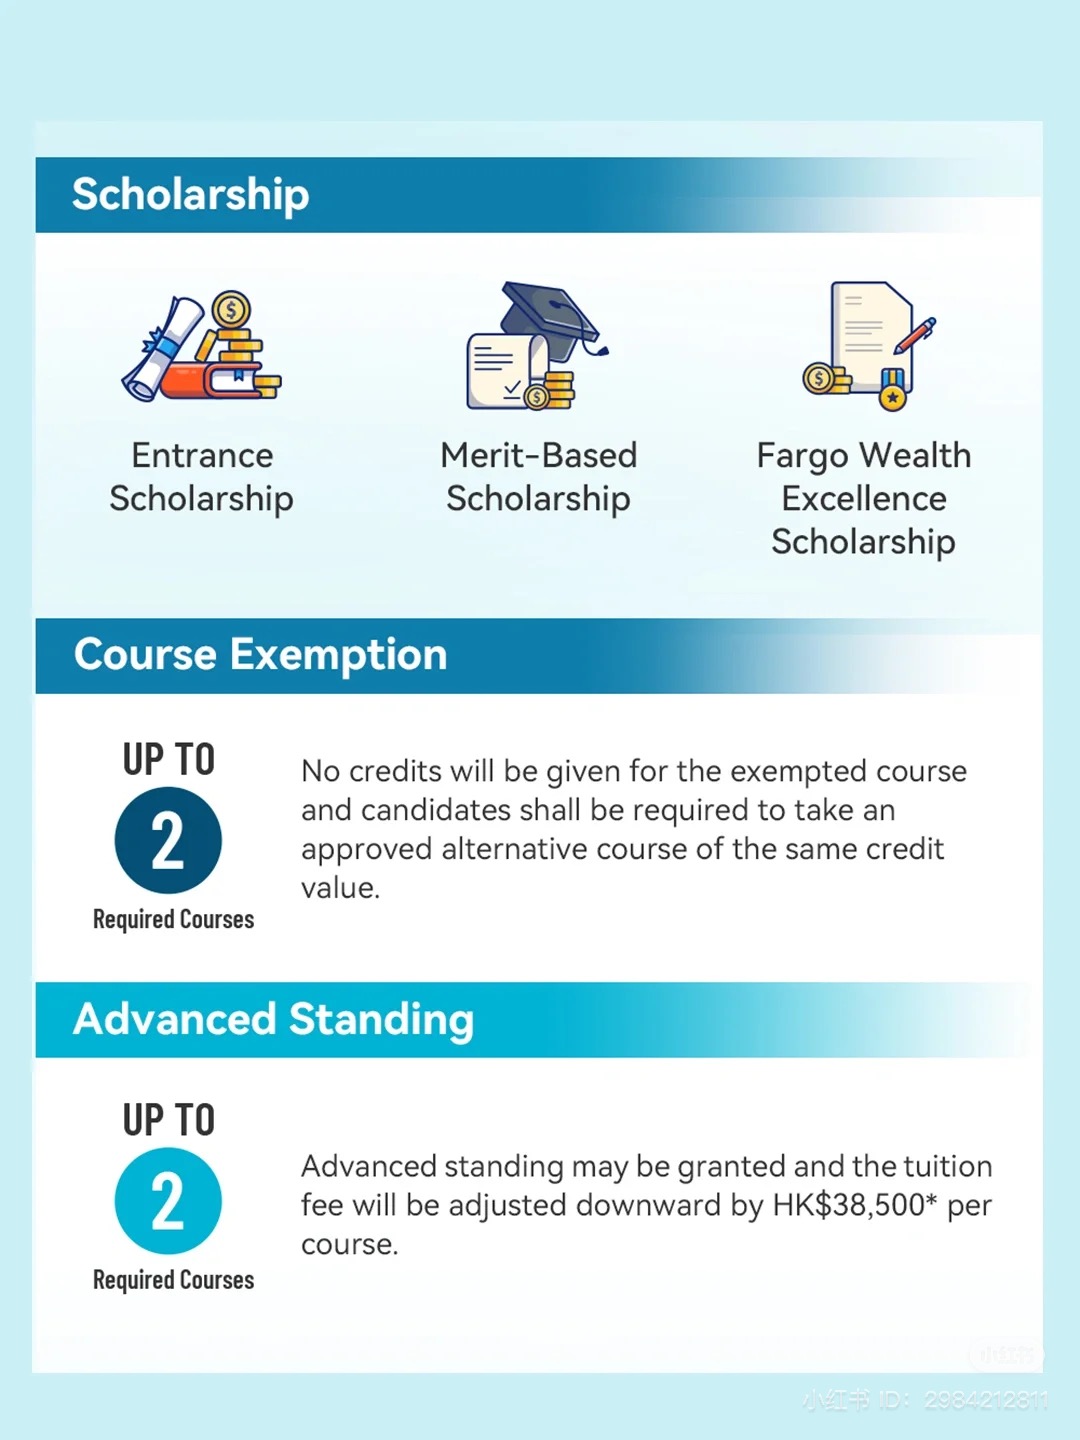 Scholarship
Entrance
Scholarship
Merit-Based
Scholarship
Fargo Wealth
Excellence
Scholarship
Course Exemption
UP TO
2
Required Courses
No credits will be given for the exempted course
and candidates shall be required to take an
approved alternative course of the same credit
value.
Advanced Standing
UP TO
2
Required Courses
Advanced standing may be granted and the tuition
fee will be adjusted downward by HK$38,500* per
course.
小红书
小红书 ID: 2984212811